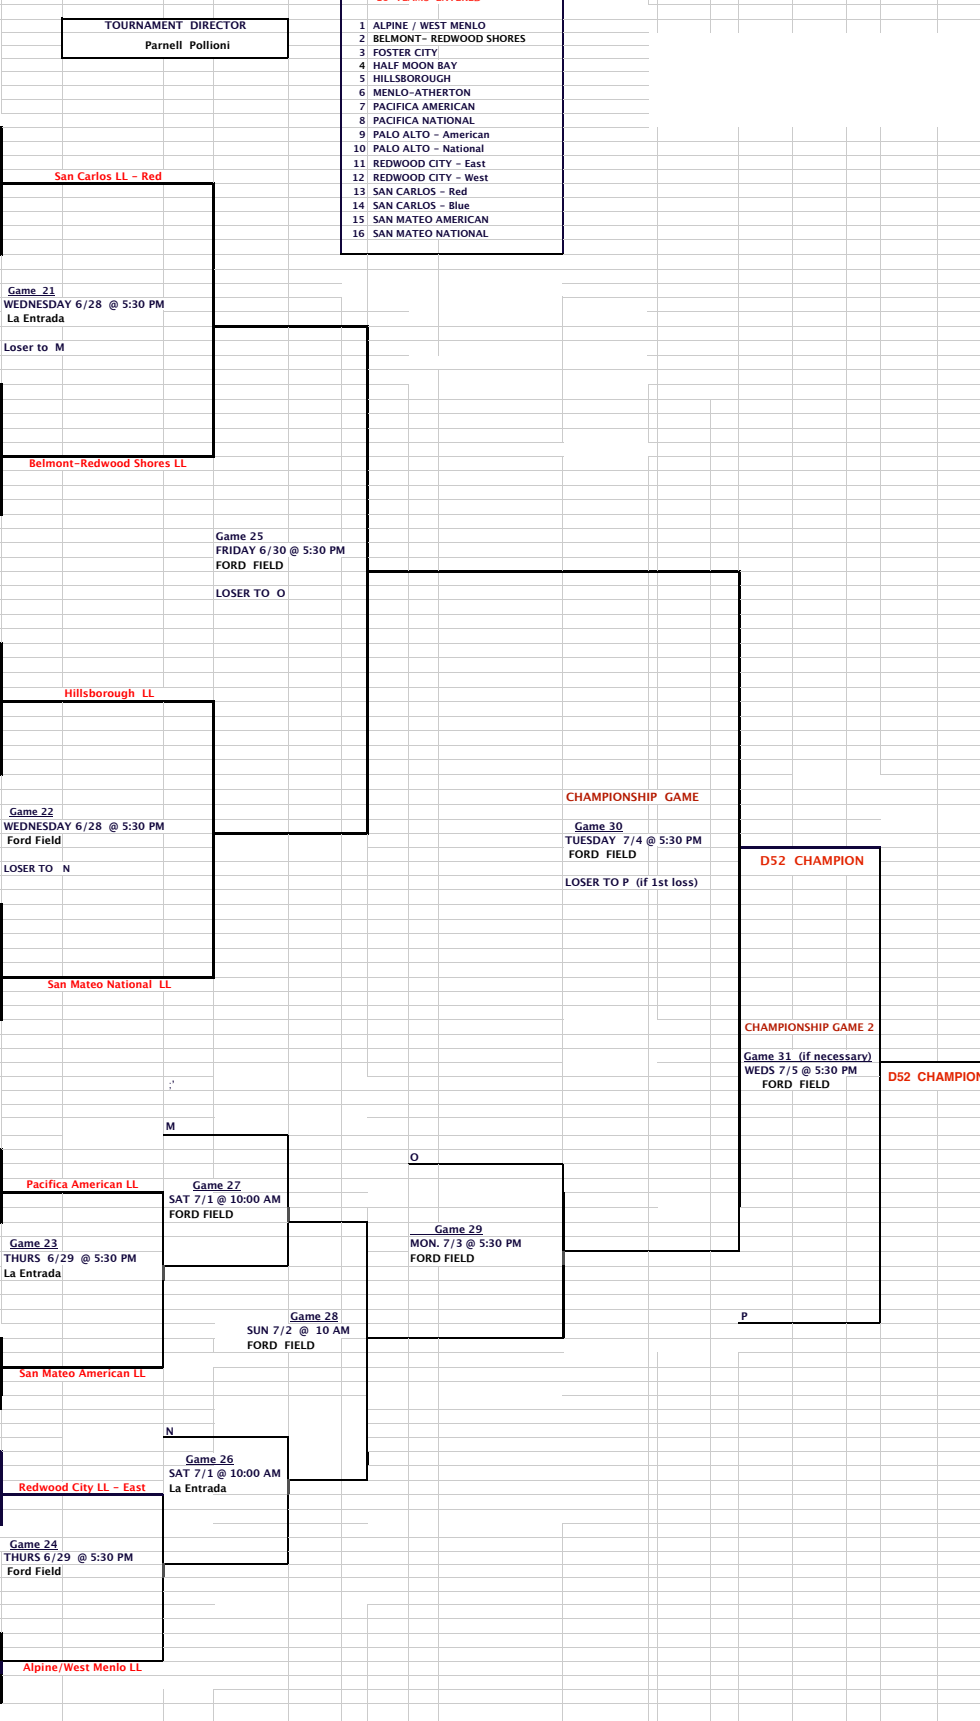 TOURNAMENT DIRECTOR
Parnell Pollioni
1 ALPINE / WEST MENLO
2 BELMONT- REDWOOD SHORES
3 FOSTER CITY
4 HALF MOON BAY
5 HILLSBOROUGH
6 MENLO-ATHERTON
7 PACIFICA AMERICAN
8 PACIFICA NATIONAL
9 PALO ALTO - American
10 PALO ALTO - National
11 REDWOOD CITY - East
12 REDWOOD CITY - West
13 SAN CARLOS - Red
14 SAN CARLOS - Blue
15 SAN MATEO AMERICAN
16 SAN MATEO NATIONAL
San Carlos LL - Red
Game 21
WEDNESDAY 6/28 @ 5:30 PM
La Entrada
Loser to M
Belmont-Redwood Shores LL
Game 25
FRIDAY 6/30 @ 5:30 PM
FORD FIELD
LOSER TO O
Hillsborough LL
Game 22
WEDNESDAY 6/28 @ 5:30 PM
Ford Field
LOSER TO N
San Mateo National LL
CHAMPIONSHIP GAME
Game 30
TUESDAY 7/4 @ 5:30 PM
FORD FIELD
LOSER TO P (if 1st loss)
D52 CHAMPION
CHAMPIONSHIP GAME 2
Game 31 (if necessary)
WEDS 7/5 @ 5:30 PM
FORD FIELD
D52 CHAMPION
;'
M
Pacifica American LL
Game 27
SAT 7/1 @ 10:00 AM
FORD FIELD
Game 23
THURS 6/29 @ 5:30 PM
La Entrada
O
Game 29
MON. 7/3 @ 5:30 PM
FORD FIELD
Game 28
SUN 7/2 @ 10 AM
FORD FIELD
P
San Mateo American LL
N
Game 26
SAT 7/1 @ 10:00 AM
La Entrada
Redwood City LL - East
Game 24
THURS 6/29 @ 5:30 PM
Ford Field
Alpine/West Menlo LL